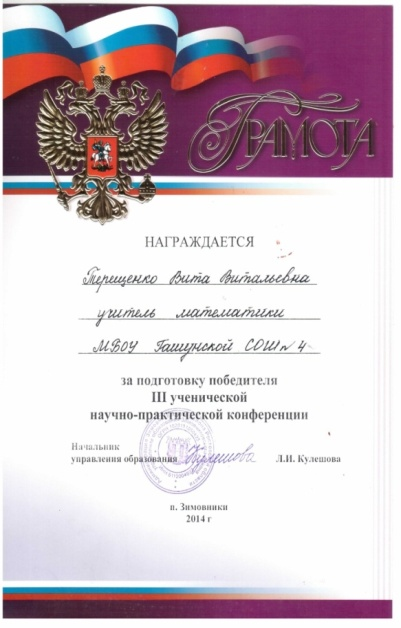 Грамота
НАГРАЖДАЕТСЯ
Терещенко Вита Витальевна
учитель математики
МБОУ Гашунской СОШ № 4
за подготовку победителя
III ученической
научно-практической конференции
Начальник
управления образования Л.И. Кулешова
п. Зимовники
2014 г